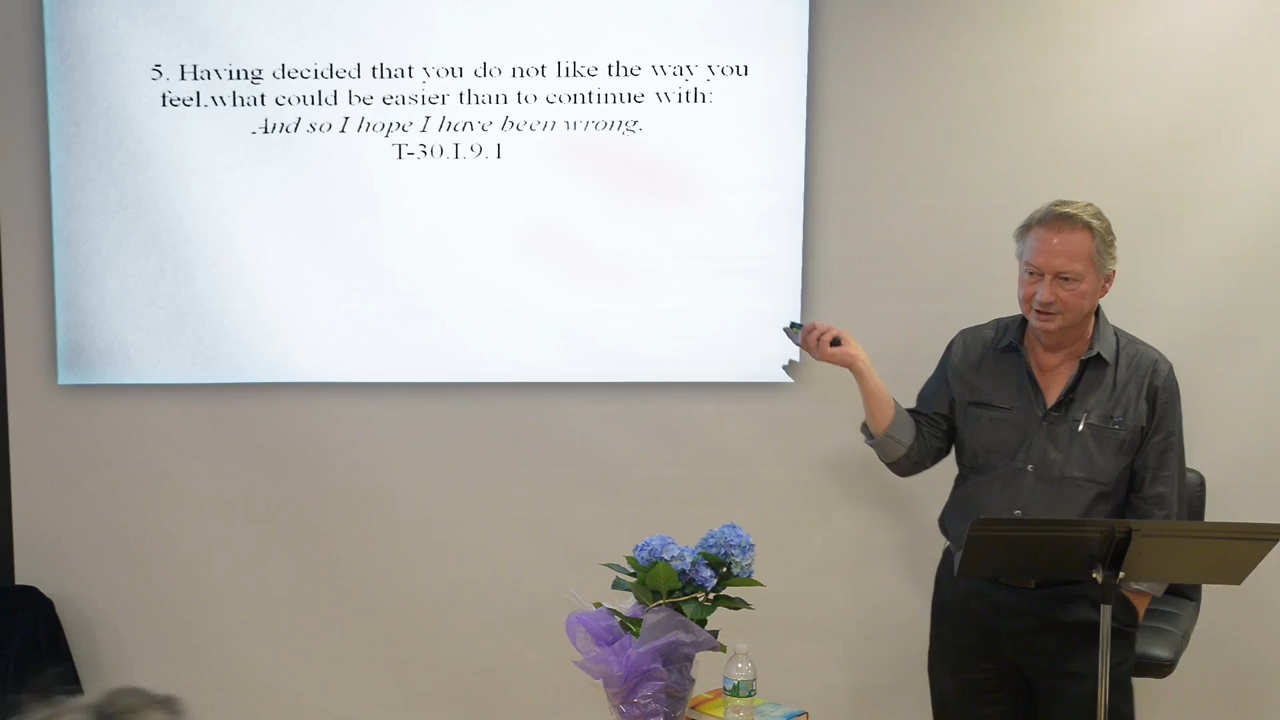 5. Having decided that you do not like the way you
feel.what could be easier than to continue with:
And so I hope I have been wrong.
T-30.I.9.1